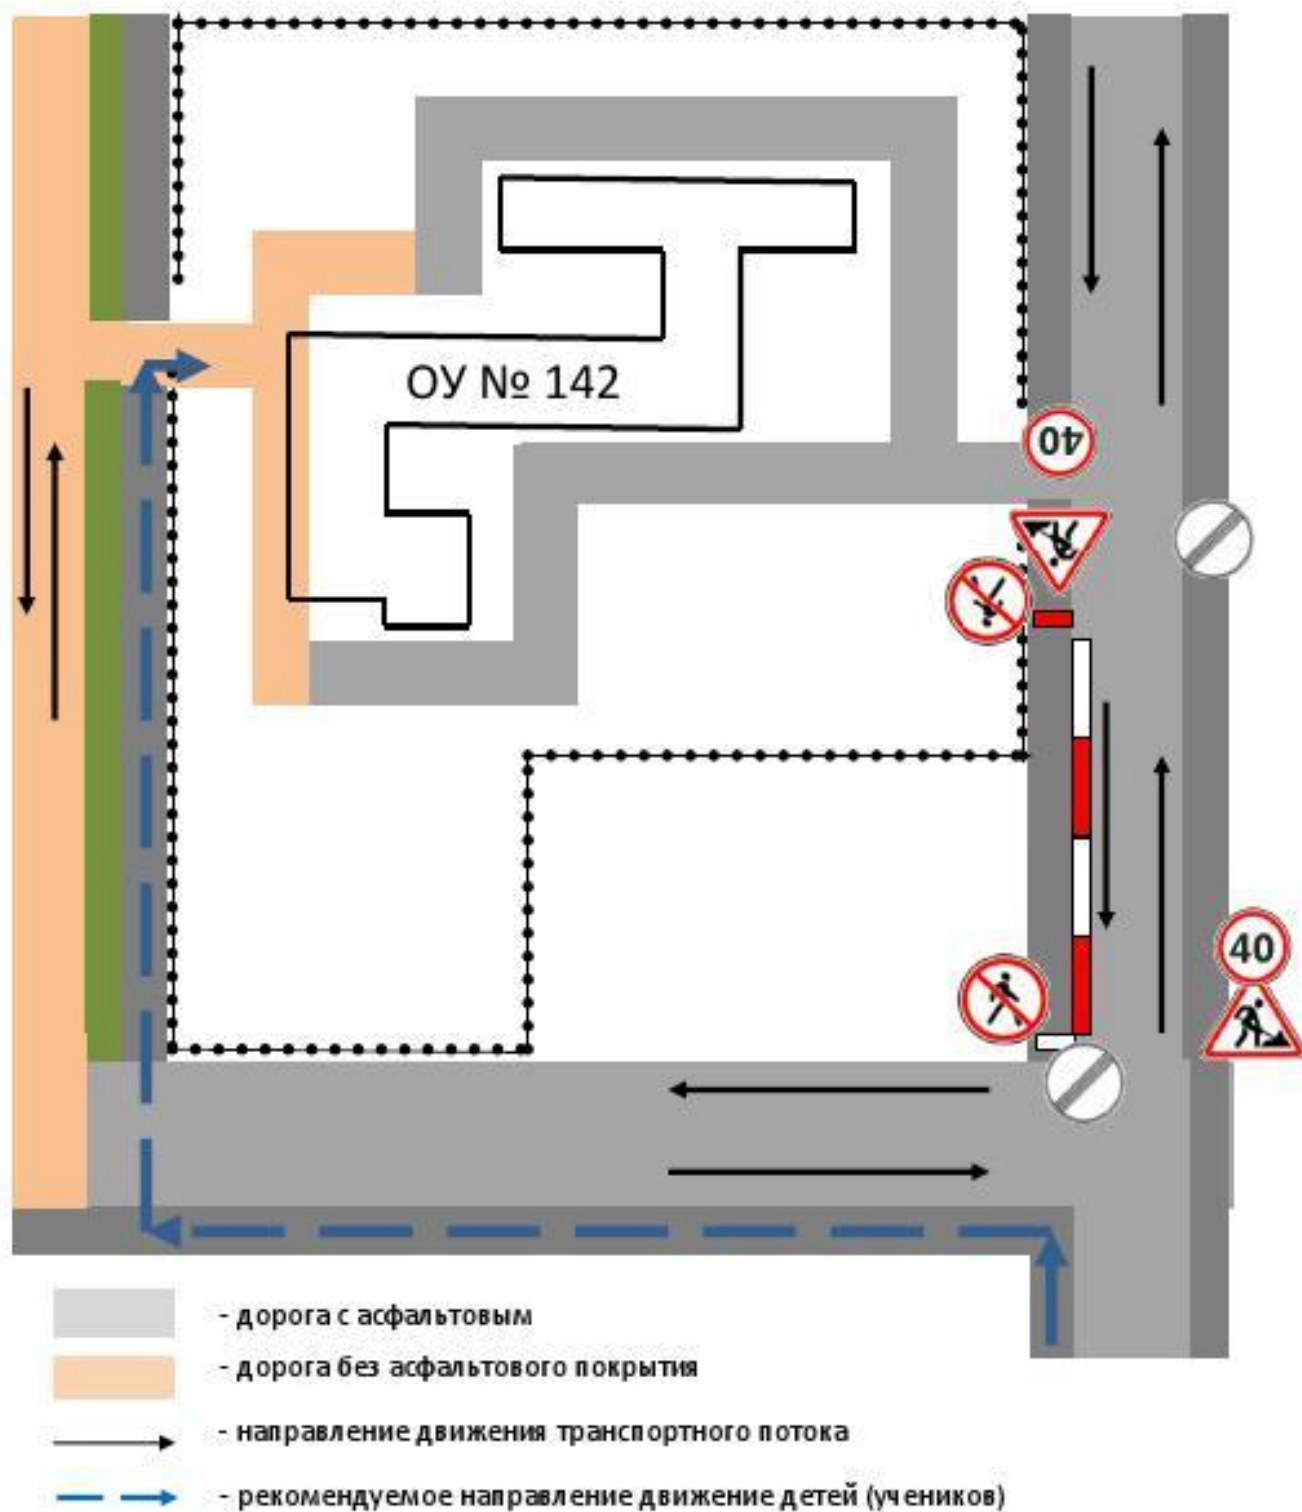 ОУ № 142
40
40
- дорога с асфальтовым
- дорога без асфальтового покрытия
- направление движения транспортного потока
- рекомендуемое направление движение детей (учеников)